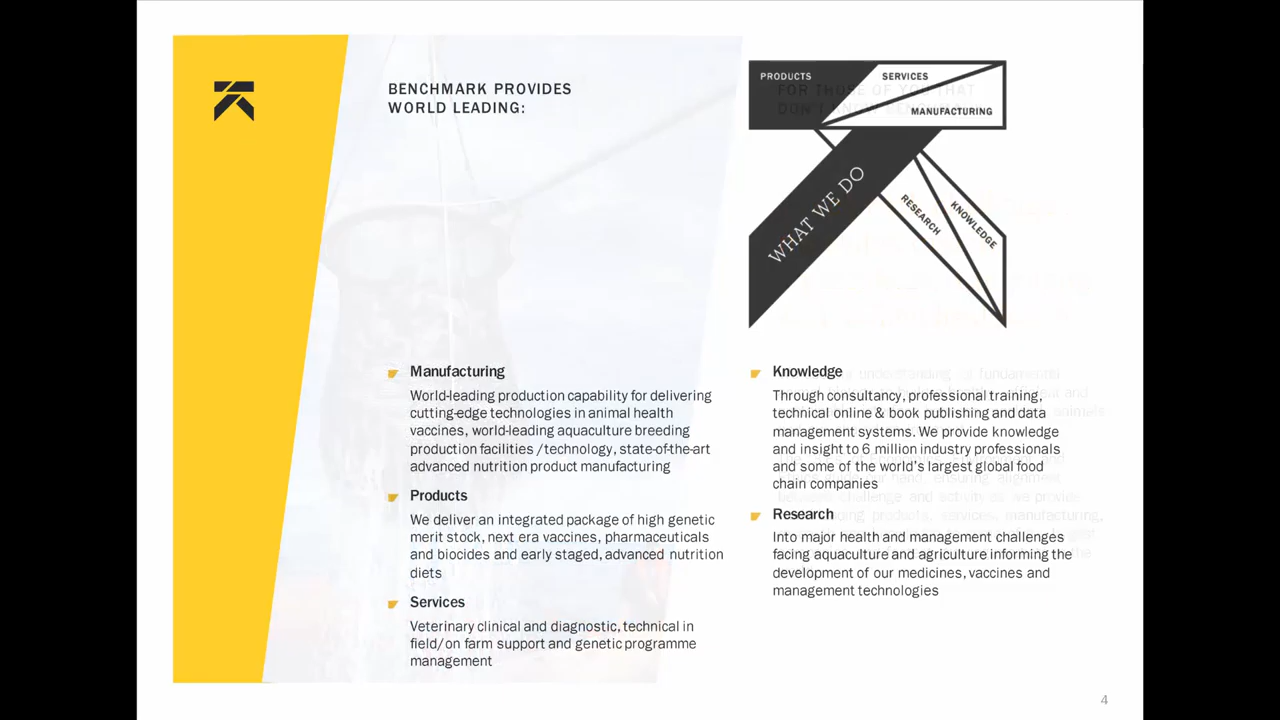 BENCHMARK PROVIDES
WORLD LEADING:
PRODUCTS
SERVICES
FOR THOSE OF YOU THAT
MANUFACTURING
WHAT WE DO
RESEARCH
KNOWLEDGE
Manufacturing
World-leading production capability for delivering
cutting-edge technologies in animal health
vaccines, world-leading aquaculture breeding
production facilities /technology, state-of-the-art
advanced nutrition product manufacturing
Products
We deliver an integrated package of high genetic
merit stock, next era vaccines, pharmaceuticals
and biocides and early staged, advanced nutrition
diets
Services
Veterinary clinical and diagnostic, technical in
field/on farm support and genetic programme
management
Knowledge
Through consultancy, professional training,
technical online & book publishing and data
management systems. We provide knowledge
and insight to 6 million industry professionals
and some of the world's largest global food
chain companies
Research
Into major health and management challenges
facing aquaculture and agriculture informing the
development of our medicines, vaccines and
management technologies
4